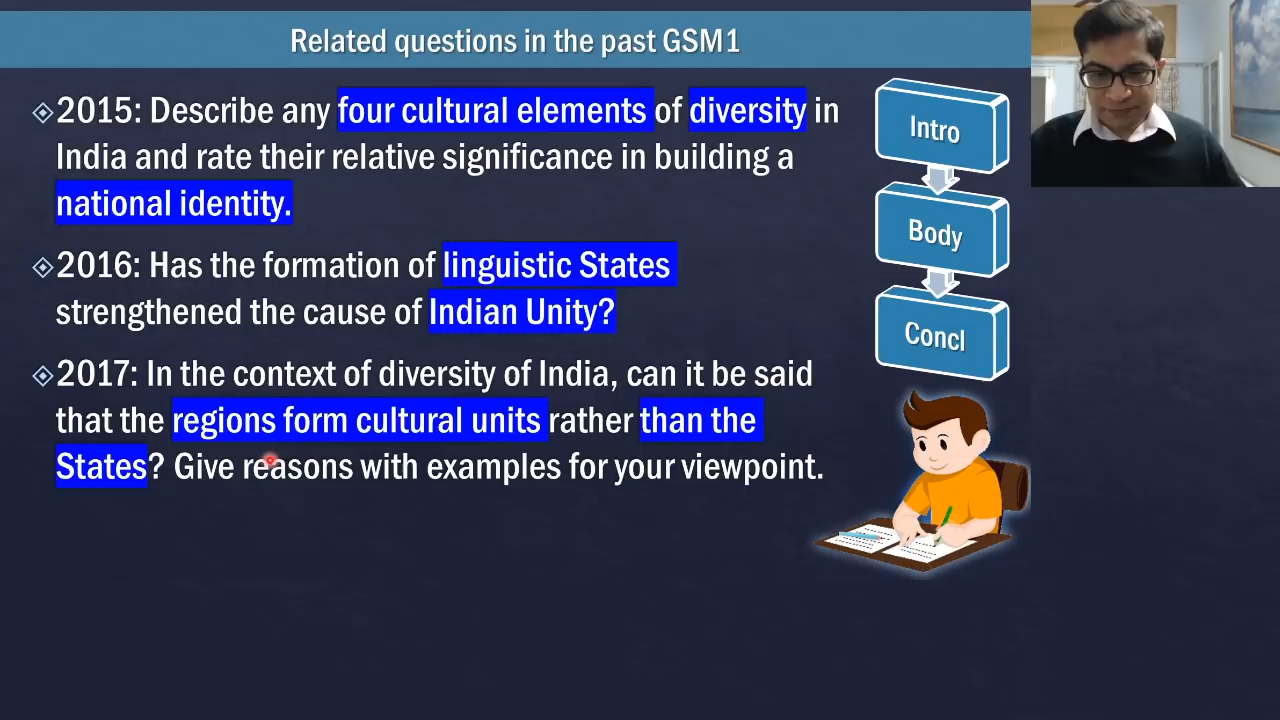 Related questions in the past GSM1
2015: Describe any four cultural elements of diversity in
India and rate their relative significance in building a
national identity.
2016: Has the formation of linguistic States
strengthened the cause of Indian Unity?
2017: In the context of diversity of India, can it be said
that the regions form cultural units rather than the
States? Give reasons with examples for your viewpoint.
Intro
Body
Concl